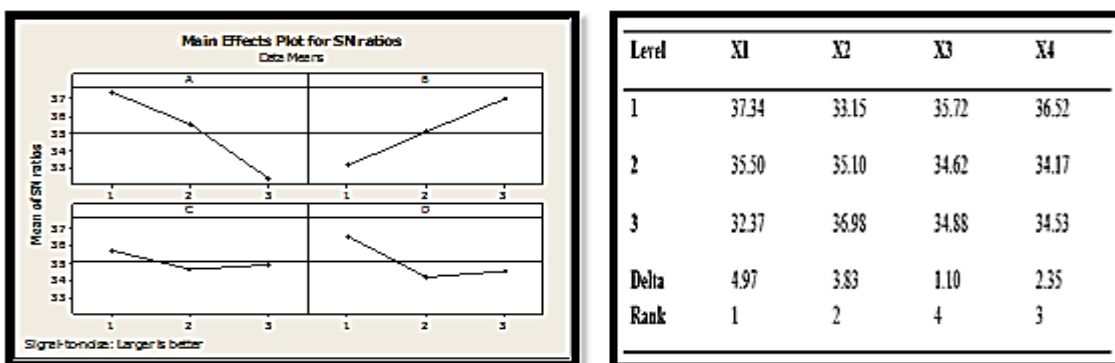 Main Effects Plot for SN ratios
Data Means
A B
37
36
35
34
33
1 2 3 1 2 3
C D
37
36
35
34
33
1 2 3 1 2 3
Mean of SN ratios
Signal-to-noise: Larger is better
Level X1 X2 X3 X4
1 37.34 33.15 35.72 36.52
2 35.50 35.10 34.62 34.17
3 32.37 36.98 34.88 34.53
Delta 4.97 3.83 1.10 2.35
Rank 1 2 4 3